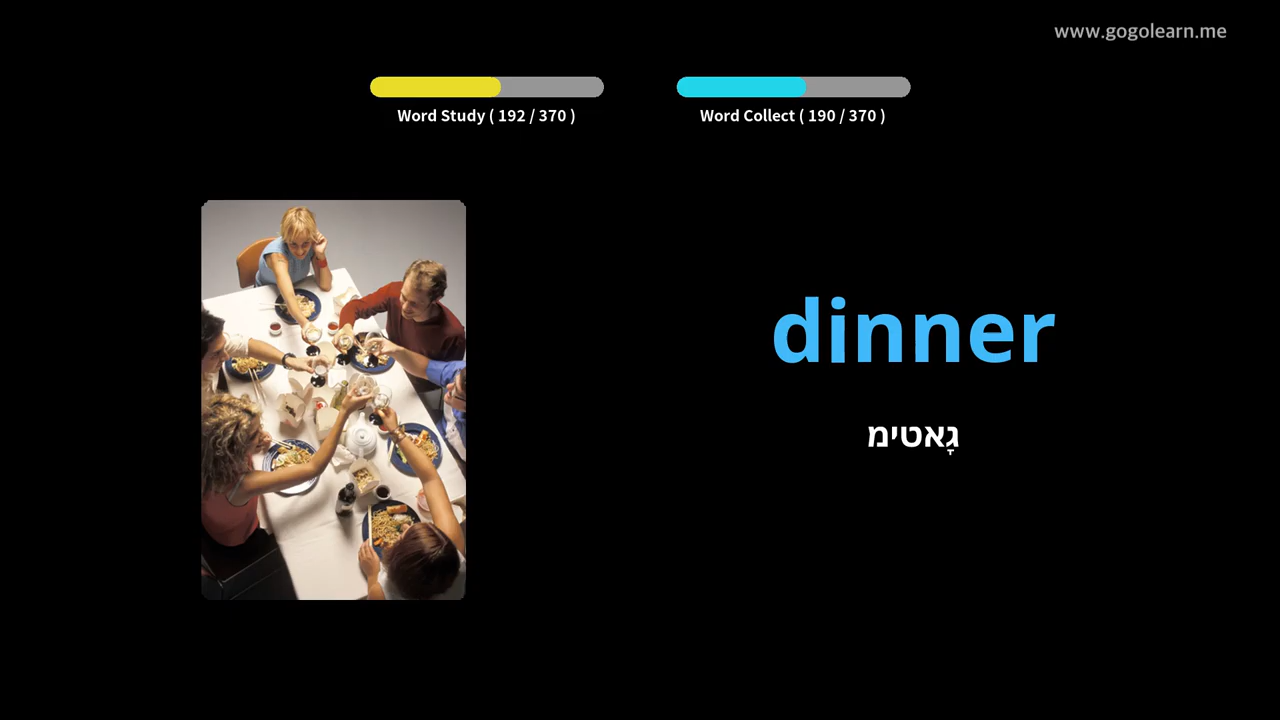 www.gogolearn.me
Word Study ( 192 / 370 )
Word Collect ( 190 / 370 )
dinner
גָאטימ